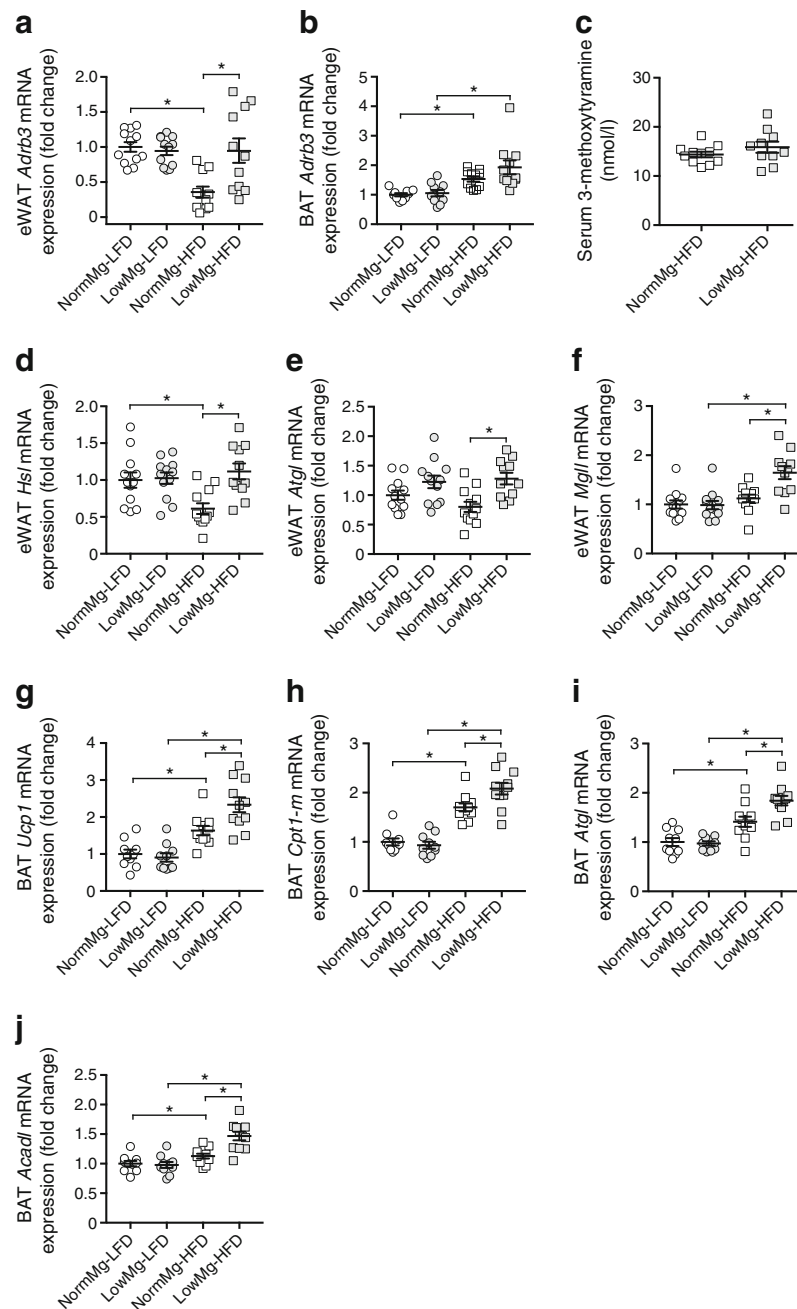 a
eWAT Adrb3 mRNA
expression (fold change)
2.0
1.5
1.0
0.5
0
*
*
NormMg-LFD
LowMg-LFD
NormMg-HFD
LowMg-HFD
b
BAT Adrb3 mRNA
expression (fold change)
5
4
3
2
1
0
*
*
NormMg-LFD
LowMg-LFD
NormMg-HFD
LowMg-HFD
c
Serum 3-methoxytyramine
(nmol/l)
30
20
10
0
NormMg-HFD
LowMg-HFD
d
eWAT Hsl mRNA
expression (fold change)
2.0
1.5
1.0
0.5
0
*
*
NormMg-LFD
LowMg-LFD
NormMg-HFD
LowMg-HFD
e
eWAT Atgl mRNA
expression (fold change)
2.5
2.0
1.5
1.0
0.5
0
*
NormMg-LFD
LowMg-LFD
NormMg-HFD
LowMg-HFD
f
eWAT Mgll mRNA
expression (fold change)
3
2
1
0
*
*
NormMg-LFD
LowMg-LFD
NormMg-HFD
LowMg-HFD
g
BAT Ucp1 mRNA
expression (fold change)
4
3
2
1
0
*
*
*
NormMg-LFD
LowMg-LFD
NormMg-HFD
LowMg-HFD
h
BAT Cpt1-m mRNA
expression (fold change)
3
2
1
0
*
*
*
NormMg-LFD
LowMg-LFD
NormMg-HFD
LowMg-HFD
i
BAT Atgl mRNA
expression (fold change)
3
2
1
0
*
*
*
NormMg-LFD
LowMg-LFD
NormMg-HFD
LowMg-HFD
j
BAT Acadl mRNA
expression (fold change)
2.5
2.0
1.5
1.0
0.5
0
*
*
*
NormMg-LFD
LowMg-LFD
NormMg-HFD
LowMg-HFD